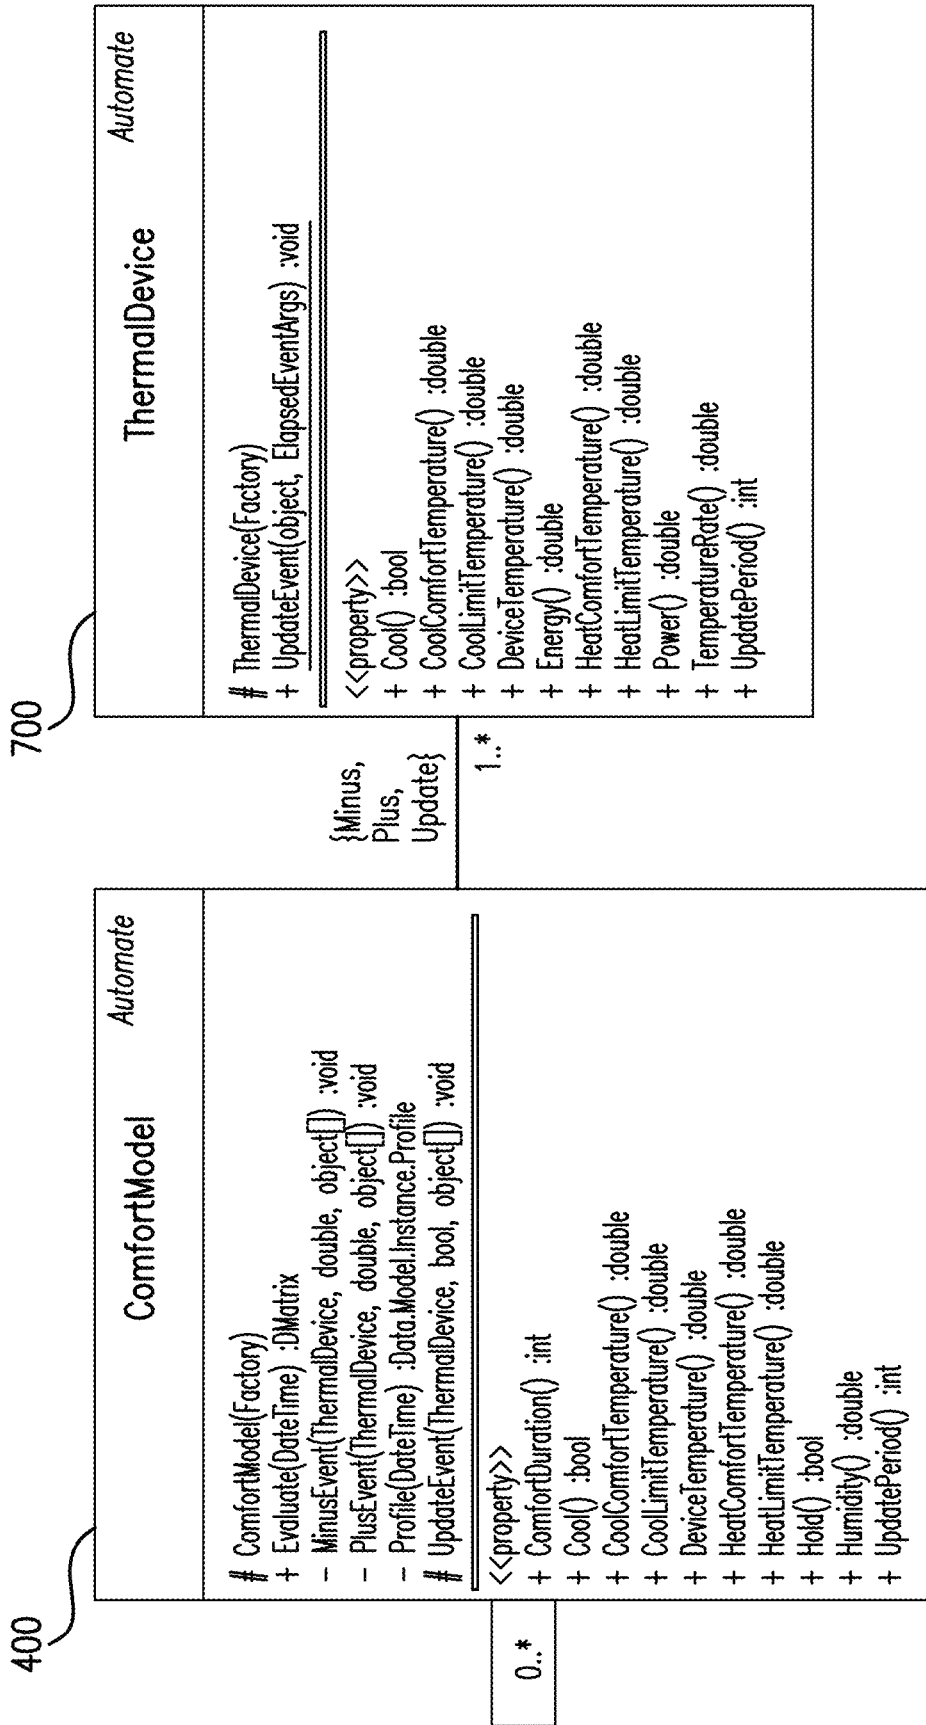 400
ComfortModel
Automate
# ComfortModel(Factory)
+ Evaluate(DateTime) :DMatrix
- MinusEvent(ThermalDevice, double, object[]) :void
- PlusEvent(ThermalDevice, double, object[]) :void
- Profile(DateTime) :Data.Model.Instance.Profile
# UpdateEvent(ThermalDevice, bool, object[]) :void
<<property>>
+ ComfortDuration() :int
+ Cool() :bool
+ CoolComfortTemperature() :double
+ CoolLimitTemperature() :double
+ DeviceTemperature() :double
+ HeatComfortTemperature() :double
+ HeatLimitTemperature() :double
+ Hold() :bool
+ Humidity() :double
+ UpdatePeriod() :int
0..*
{Minus,
Plus,
Update}
1..*
700
ThermalDevice
Automate
# ThermalDevice(Factory)
+ UpdateEvent(object, ElapsedEventArgs) :void
<<property>>
+ Cool() :bool
+ CoolComfortTemperature() :double
+ CoolLimitTemperature() :double
+ DeviceTemperature() :double
+ Energy() :double
+ HeatComfortTemperature() :double
+ HeatLimitTemperature() :double
+ Power() :double
+ TemperatureRate() :double
+ UpdatePeriod() :int